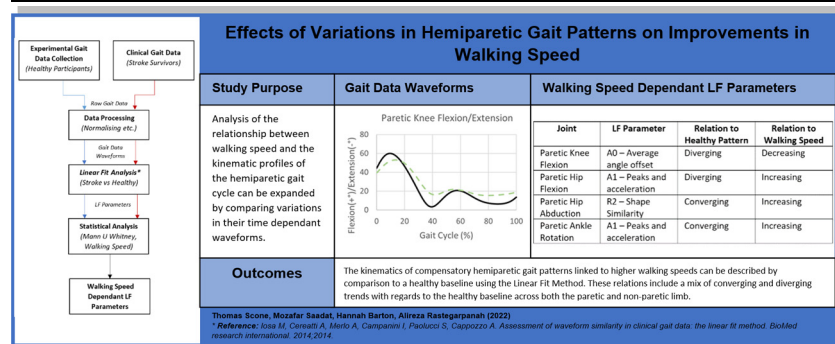 Effects of Variations in Hemiparetic Gait Patterns on Improvements in
Walking Speed
Experimental Gait
Data Collection
(Healthy Participants)
Clinical Gait Data
(Stroke Survivors)
Raw Gait Data
Data Processing
(Normalising etc.)
Gait Data
Waveforms
Linear Fit Analysis*
(Stroke vs Healthy)
LF Parameters
Statistical Analysis
(Mann U Whitney,
Walking Speed)
Walking Speed
Dependant LF
Parameters
Study Purpose
Analysis of the
relationship between
walking speed and the
kinematic profiles of
the hemiparetic gait
cycle can be expanded
by comparing variations
in their time dependant
waveforms.
Gait Data Waveforms
Paretic Knee Flexion/Extension
Flexion(+°)/Extension(-°)
80
60
40
20
0
0 20 40 60 80 100
Gait Cycle (%)
Walking Speed Dependant LF Parameters
Joint LF Parameter Relation to Healthy Pattern Relation to Walking Speed
Paretic Knee Flexion A0 – Average angle offset Diverging Decreasing
Paretic Hip Flexion A1 – Peaks and acceleration Diverging Increasing
Paretic Hip Abduction R2 – Shape Similarity Converging Increasing
Paretic Ankle Rotation A1 – Peaks and acceleration Converging Increasing
Outcomes
The kinematics of compensatory hemiparetic gait patterns linked to higher walking speeds can be described by
comparison to a healthy baseline using the Linear Fit Method. These relations include a mix of converging and diverging
trends with regards to the healthy baseline across both the paretic and non-paretic limb.
Thomas Scone, Mozafar Saadat, Hannah Barton, Alireza Rastegarpanah (2022)
* Reference: Iosa M, Cereatti A, Merlo A, Campanini I, Paolucci S, Cappozzo A. Assessment of waveform similarity in clinical gait data: the linear fit method. BioMed
research international. 2014;2014.